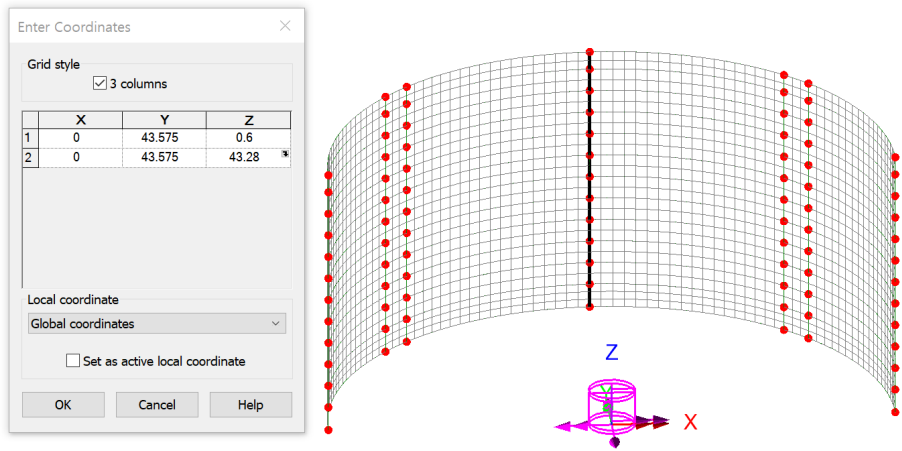 Enter Coordinates
Grid style
3 columns
X Y Z
1 0 43.575 0.6
2 0 43.575 43.28
Local coordinate
Global coordinates
Set as active local coordinate
OK Cancel Help
Z
X